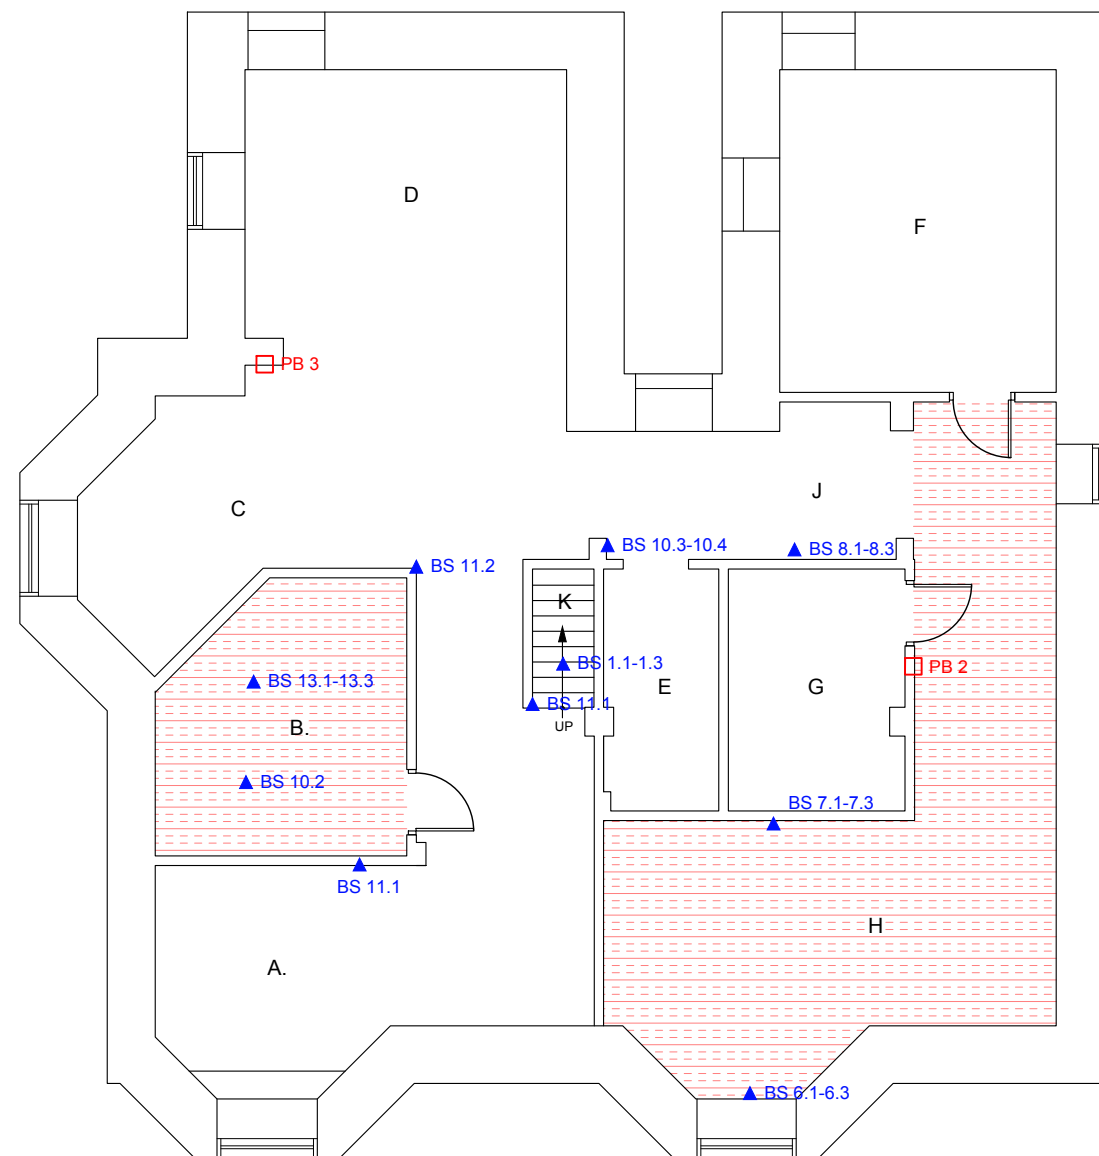 D
F
PB 3
J
C
BS 10.3-10.4
BS 8.1-8.3
BS 11.2
K
BS 1.1-1.3
PB 2
BS 13.1-13.3
E
G
BS 11.1
UP
B.
BS 10.2
BS 7.1-7.3
BS 11.1
H
A.
BS 6.1-6.3